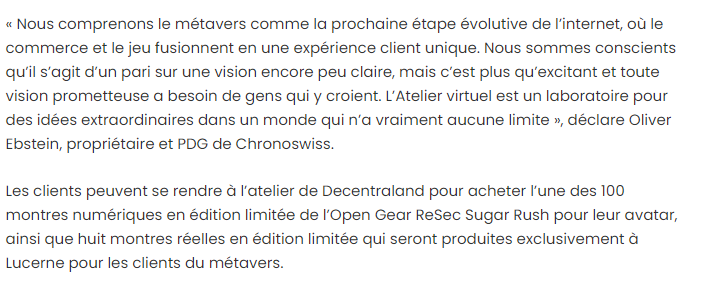 « Nous comprenons le métavers comme la prochaine étape évolutive de l’internet, où le
commerce et le jeu fusionnent en une expérience client unique. Nous sommes conscients
qu’il s’agit d’un pari sur une vision encore peu claire, mais c’est plus qu’excitant et toute
vision prometteuse a besoin de gens qui y croient. L’Atelier virtuel est un laboratoire pour
des idées extraordinaires dans un monde qui n’a vraiment aucune limite », déclare Oliver
Ebstein, propriétaire et PDG de Chronoswiss.
Les clients peuvent se rendre à l’atelier de Decentraland pour acheter l’une des 100
montres numériques en édition limitée de l’Open Gear ReSec Sugar Rush pour leur avatar,
ainsi que huit montres réelles en édition limitée qui seront produites exclusivement à
Lucerne pour les clients du métavers.